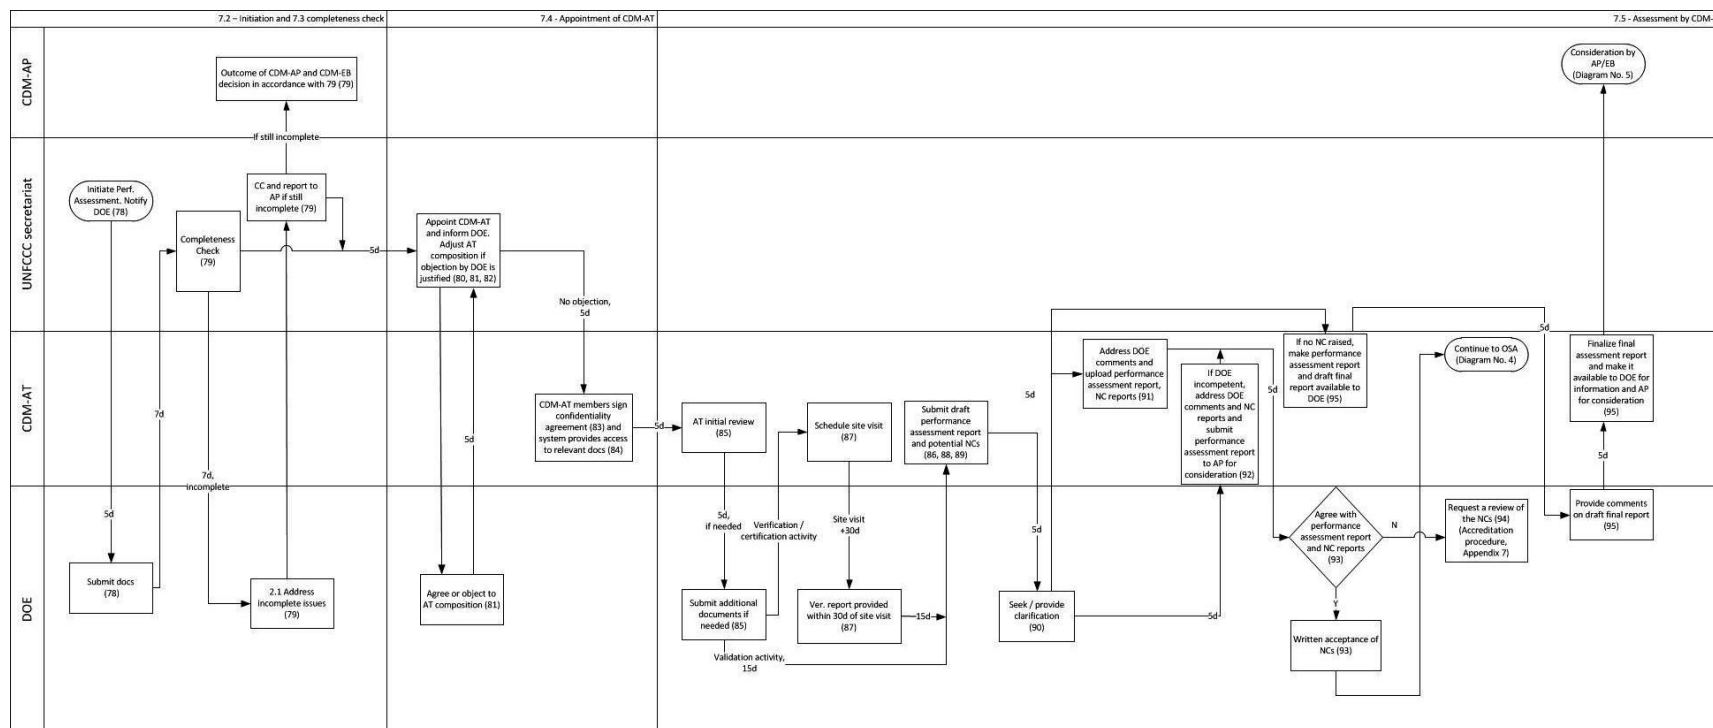 7.2 – Initiation and 7.3 completeness check
7.4 - Appointment of CDM-AT
7.5 - Assessment by CDM-
CDM-AP
Outcome of CDM-AP and CDM-EB
decision in accordance with 79 (79)
Consideration by
AP/EB
(Diagram No. 5)
If still incomplete
UNFCCC secretariat
Initiate Perf.
Assessment. Notify
DOE (78)
CC and report to
AP if still
incomplete (79)
Completeness
Check
(79)
5d
Appoint CDM-AT
and inform DOE.
Adjust AT
composition if
objection by DOE is
justified (80, 81, 82)
No objection,
5d
5d
CDM-AT
7d
7d,
incomplete
5d
CDM-AT members sign
confidentiality
agreement (83) and
system provides access
to relevant docs (84)
5d
AT initial review
(85)
Schedule site visit
(87)
Submit draft
performance
assessment report
and potential NCs
(86, 88, 89)
5d
Address DOE
comments and
upload performance
assessment report,
NC reports (91)
If DOE
incompetent,
address DOE
comments and NC
reports and
submit
performance
assessment report
to AP for
consideration (92)
5d
If no NC raised,
make performance
assessment report
and draft final
report available to
DOE (95)
Continue to OSA
(Diagram No. 4)
Finalize final
assessment report
and make it
available to DOE for
information and AP
for consideration
(95)
5d
DOE
5d
Submit docs
(78)
2.1 Address
incomplete issues
(79)
Agree or object to
AT composition (81)
5d,
if needed
Verification /
certification activity
Site visit
+30d
5d
Submit additional
documents if
needed (85)
Ver. report provided
within 30d of site visit
(87)
15d
Validation activity,
15d
Seek / provide
clarification
(90)
5d
Agree with
performance
assessment report
and NC reports
(93)
N
Request a review of
the NCs (94)
(Accreditation
procedure,
Appendix 7)
Provide comments
on draft final report
(95)
Y
Written acceptance of
NCs (93)